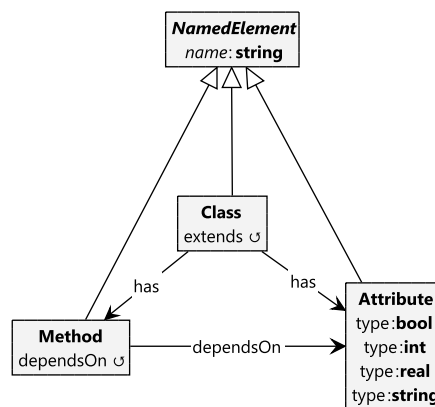 NamedElement
name:string
Class
extends ↺
has
has
Method
dependsOn ↺
dependsOn
Attribute
type:bool
type:int
type:real
type:string